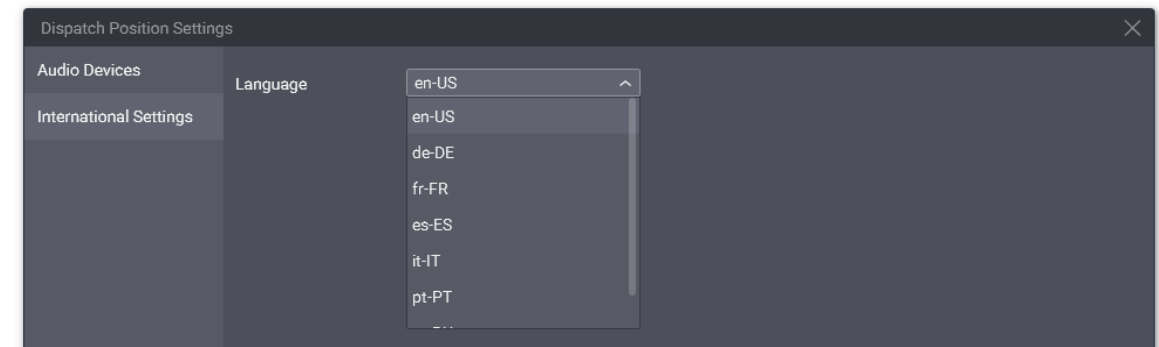 Dispatch Position Settings
Audio Devices
International Settings
Language
en-US
en-US
de-DE
fr-FR
es-ES
it-IT
pt-PT